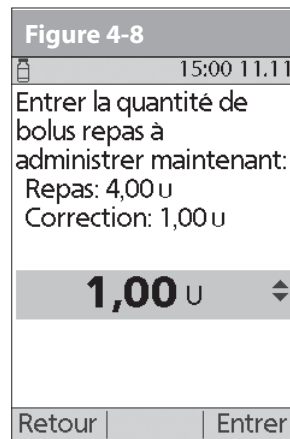 Figure 4-8
15:00 11.11
Entrer la quantité de
bolus repas à
administrer maintenant:
Repas: 4,00 U
Correction: 1,00 U
1,00 U
Retour
Entrer